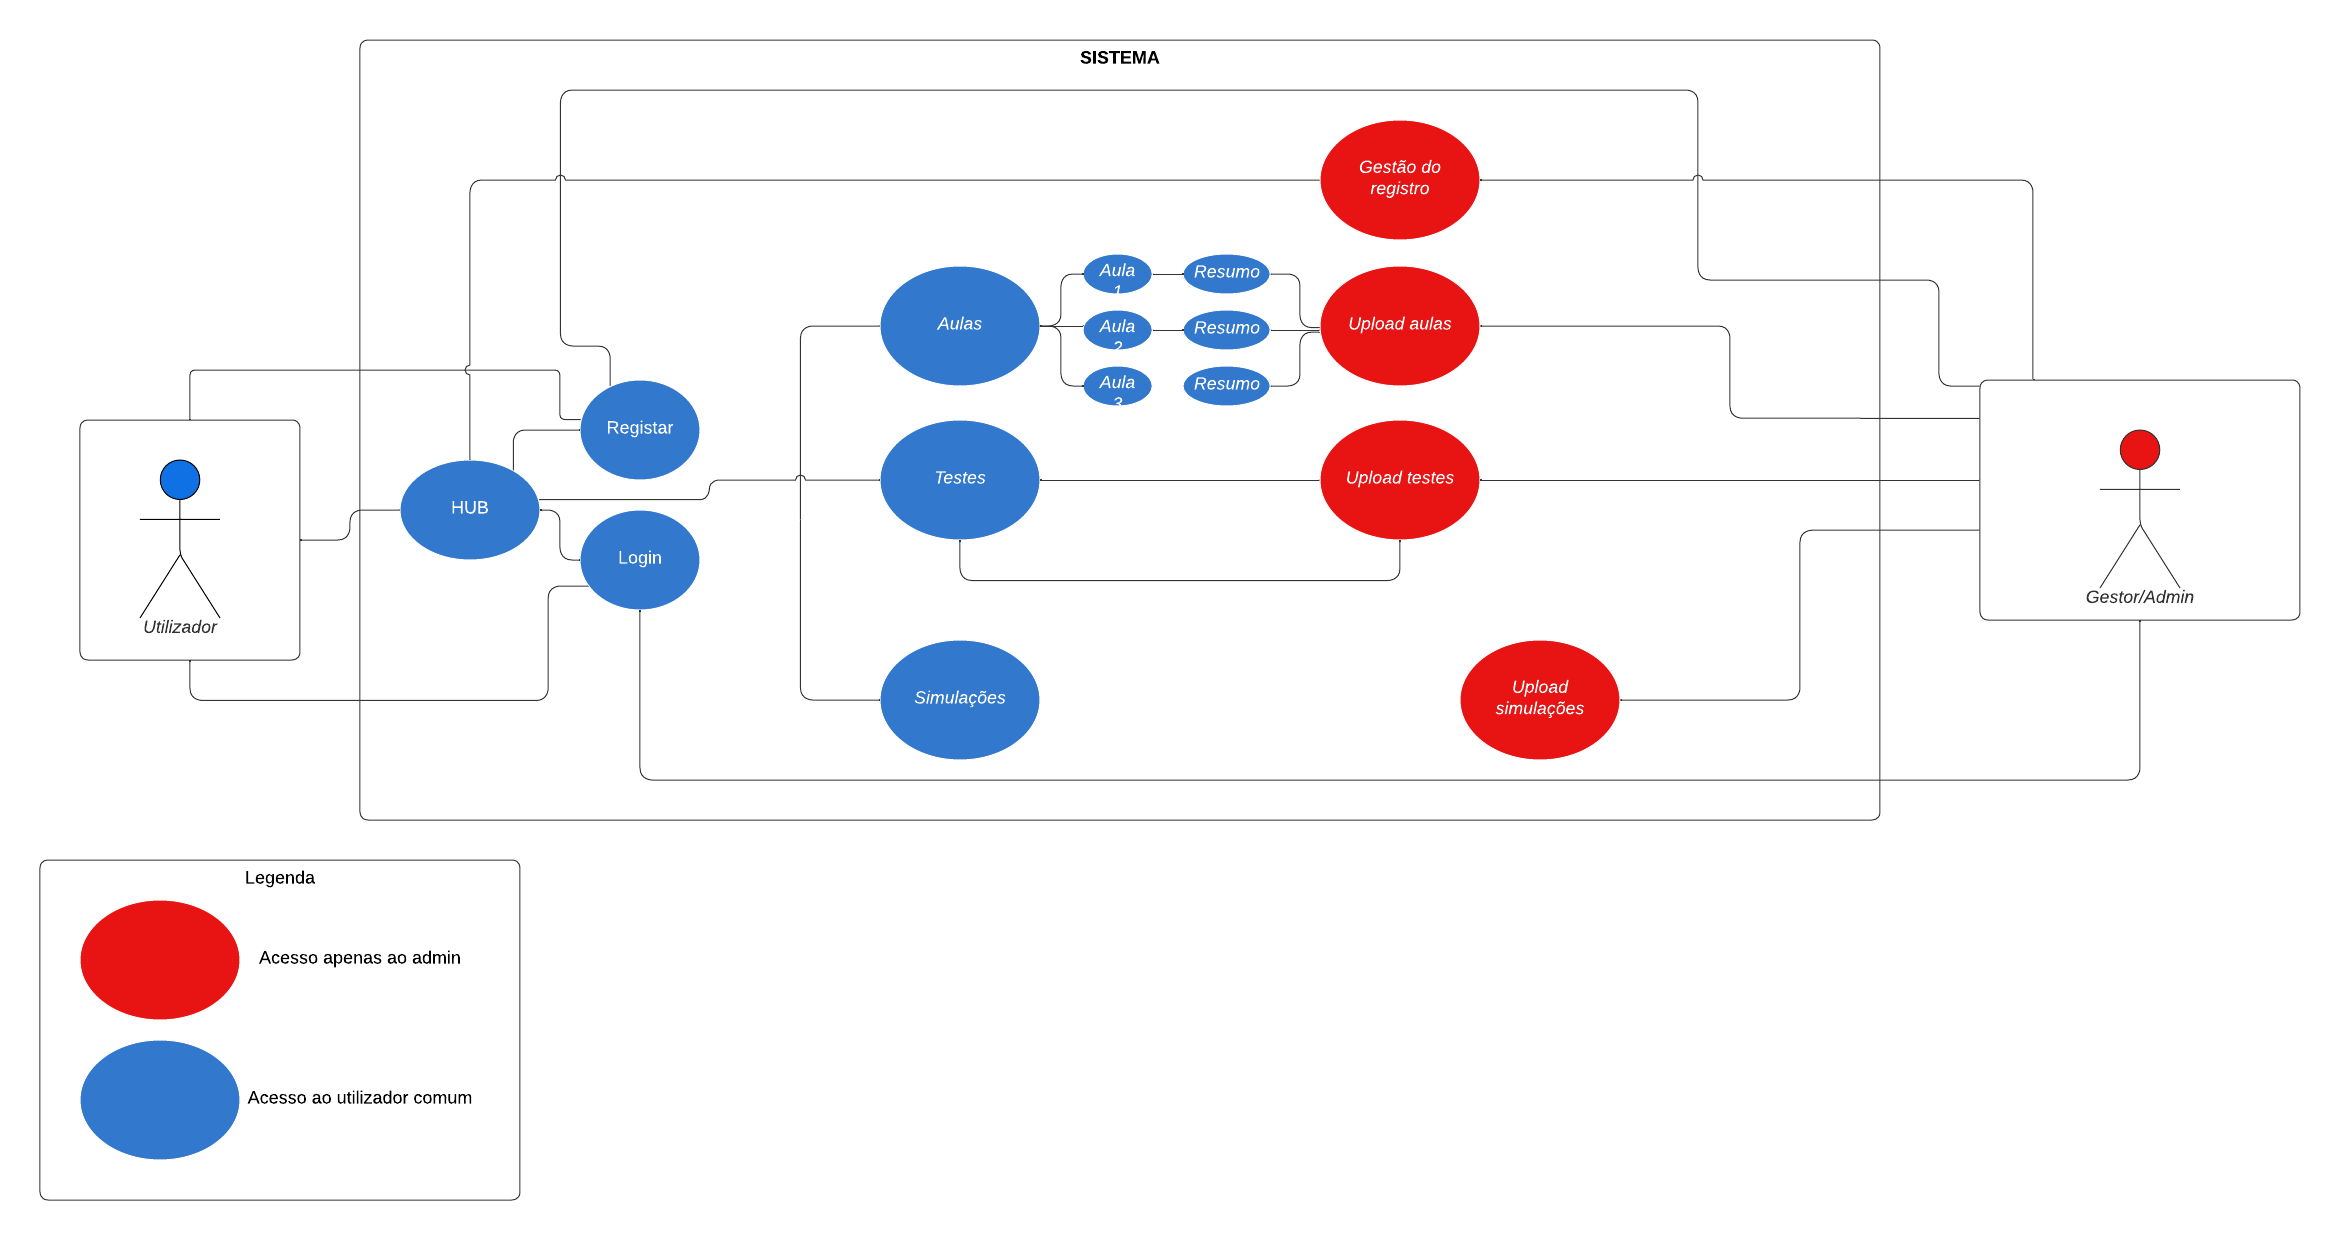 SISTEMA
Gestão do
registro
Aula
1
Resumo
Aulas
Aula
2
Resumo
Upload aulas
Aula
3
Resumo
Registar
Testes
Upload testes
HUB
Login
Utilizador
Gestor/Admin
Simulações
Upload
simulações
Legenda
Acesso apenas ao admin
Acesso ao utilizador comum